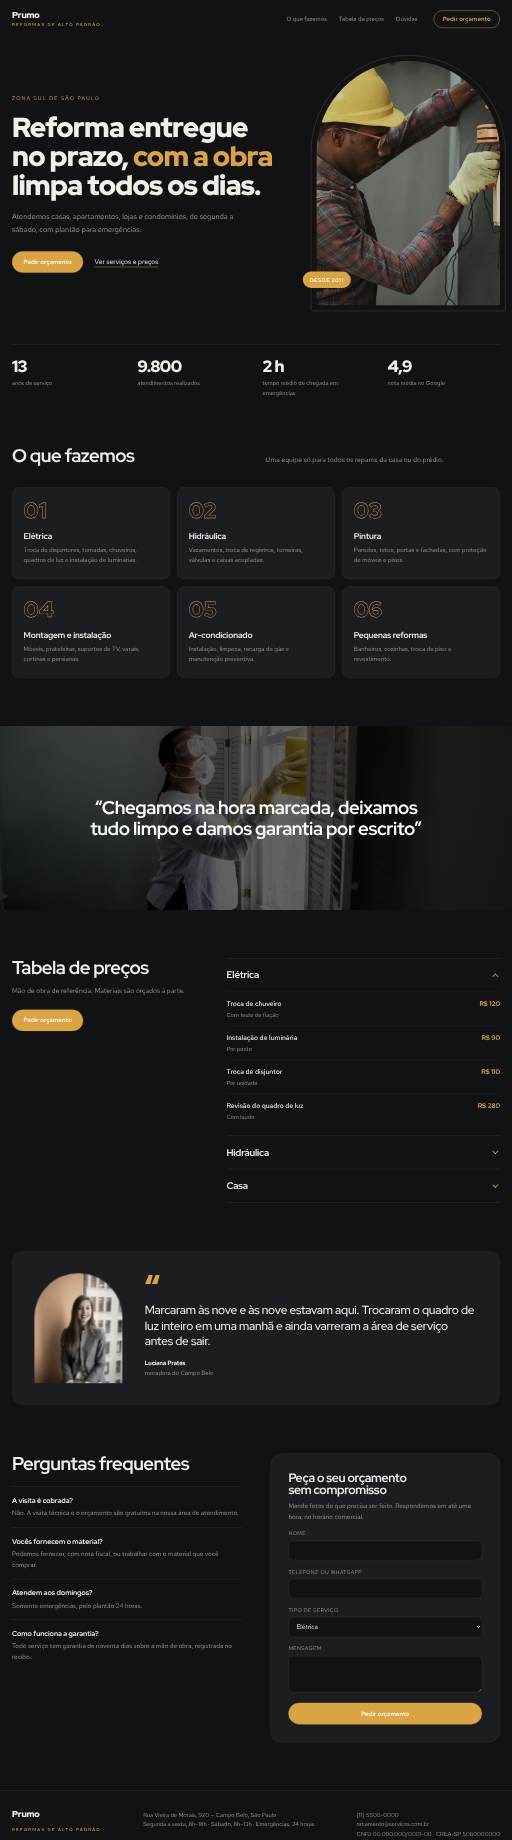 Prumo
REFORMAS DE ALTO PADRÃO
O que fazemos
Tabela de preços
Dúvidas
Pedir orçamento
ZONA SUL DE SÃO PAULO
Reforma entregue
no prazo, com a obra
limpa todos os dias.
Atendemos casas, apartamentos, lojas e condomínios, de segunda a
sábado, com plantão para emergências.
Pedir orçamento
Ver serviços e preços
DESDE 2011
13
anos de serviço
9.800
atendimentos realizados
2 h
tempo médio de chegada em
emergências
4,9
nota média no Google
O que fazemos
Uma equipe só para todos os reparos da casa ou do prédio.
01
Elétrica
Troca de disjuntores, tomadas, chuveiros,
quadros de luz e instalação de luminárias.
02
Hidráulica
Vazamentos, troca de registros, torneiras,
válvulas e caixas acopladas.
03
Pintura
Paredes, tetos, portas e fachadas, com proteção
de móveis e pisos.
04
Montagem e instalação
Móveis, prateleiras, suportes de TV, varais,
cortinas e persianas.
05
Ar-condicionado
Instalação, limpeza, recarga de gás e
manutenção preventiva.
06
Pequenas reformas
Banheiros, cozinhas, troca de piso e
revestimento.
“Chegamos na hora marcada, deixamos
tudo limpo e damos garantia por escrito”
Tabela de preços
Mão de obra de referência. Materiais são orçados à parte.
Pedir orçamento
Elétrica
Troca de chuveiro
R$ 120
Com teste de fiação
Instalação de luminária
R$ 90
Por ponto
Troca de disjuntor
R$ 110
Por unidade
Revisão do quadro de luz
R$ 280
Com laudo
Hidráulica
Casa
“
Marcaram às nove e às nove estavam aqui. Trocaram o quadro de
luz inteiro em uma manhã e ainda varreram a área de serviço
antes de sair.
Luciana Prates
moradora do Campo Belo
Perguntas frequentes
A visita é cobrada?
Não. A visita técnica e o orçamento são gratuitos na nossa área de atendimento.
Vocês fornecem o material?
Podemos fornecer, com nota fiscal, ou trabalhar com o material que você
comprar.
Atendem aos domingos?
Somente emergências, pelo plantão 24 horas.
Como funciona a garantia?
Todo serviço tem garantia de noventa dias sobre a mão de obra, registrada no
recibo.
Peça o seu orçamento
sem compromisso
Mande fotos do que precisa ser feito. Respondemos em até uma
hora, no horário comercial.
NOME
TELEFONE OU WHATSAPP
TIPO DE SERVIÇO
Elétrica
MENSAGEM
Pedir orçamento
Prumo
REFORMAS DE ALTO PADRÃO
Rua Vieira de Morais, 920 – Campo Belo, São Paulo
Segunda a sexta, 8h–18h · Sábado, 8h–13h · Emergências, 24 horas
(11) 5505-0000